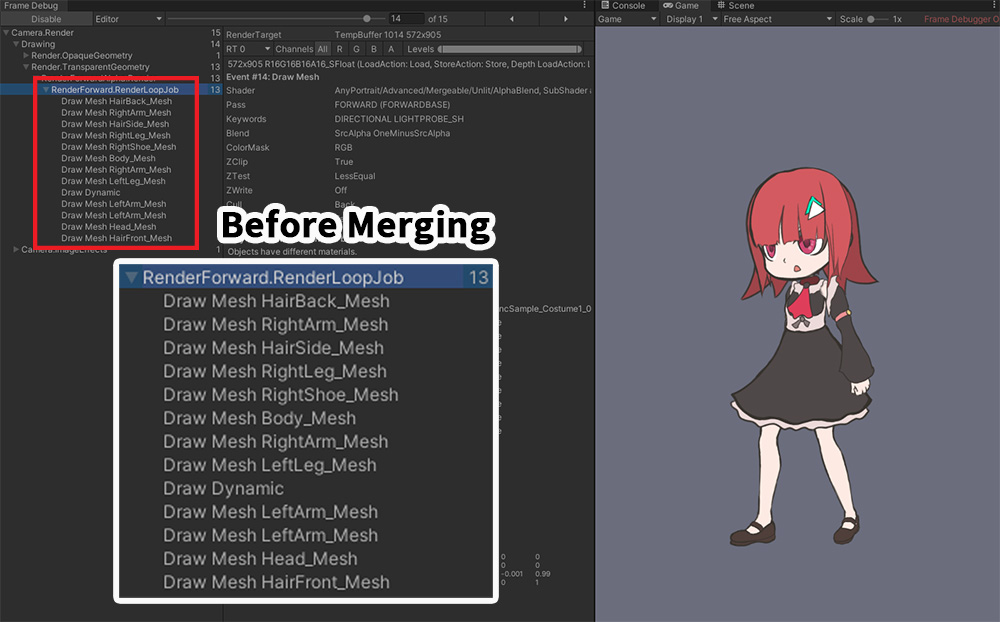 Frame Debug
Disable
Editor
14
of 15
Camera.Render 15
Drawing 14
Render.OpaqueGeometry 1
Render.TransparentGeometry 13
RenderForwardAlpha.Render 13
RenderForward.RenderLoopJob 13
Draw Mesh HairBack_Mesh
Draw Mesh RightArm_Mesh
Draw Mesh HairSide_Mesh
Draw Mesh RightLeg_Mesh
Draw Mesh RightShoe_Mesh
Draw Mesh Body_Mesh
Draw Mesh RightArm_Mesh
Draw Mesh LeftLeg_Mesh
Draw Dynamic
Draw Mesh LeftArm_Mesh
Draw Mesh LeftArm_Mesh
Draw Mesh Head_Mesh
Draw Mesh HairFront_Mesh
Camera.ImageEffects 1
RenderTarget TempBuffer 1014 572x905
RT 0 Channels All R G B A Levels
572x905 R16G16B16A16_SFloat (LoadAction: Load, StoreAction: Store, Depth LoadAction: L
Event #14: Draw Mesh
Shader AnyPortrait/Advanced/Mergeable/Unlit/AlphaBlend, SubShader
Pass FORWARD (FORWARDBASE)
Keywords DIRECTIONAL LIGHTPROBE_SH
Blend SrcAlpha OneMinusSrcAlpha
ColorMask RGB
ZClip True
ZTest LessEqual
ZWrite Off
Cull Back
Objects have different materials.
ncSample_Costume1_0
0 0
0 0
-0.001 0.99
0 1
Before Merging
RenderForward.RenderLoopJob 13
Draw Mesh HairBack_Mesh
Draw Mesh RightArm_Mesh
Draw Mesh HairSide_Mesh
Draw Mesh RightLeg_Mesh
Draw Mesh RightShoe_Mesh
Draw Mesh Body_Mesh
Draw Mesh RightArm_Mesh
Draw Mesh LeftLeg_Mesh
Draw Dynamic
Draw Mesh LeftArm_Mesh
Draw Mesh LeftArm_Mesh
Draw Mesh Head_Mesh
Draw Mesh HairFront_Mesh
Console Game Scene
Game Display 1 Free Aspect Scale 1x Frame Debugger O